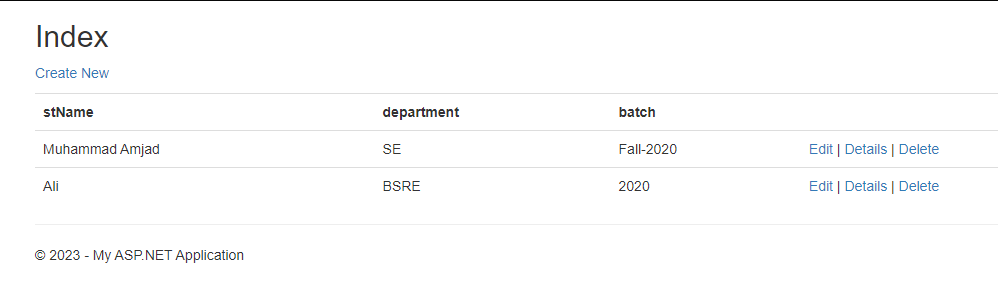 Index
Create New
stName department batch
Muhammad Amjad SE Fall-2020 Edit | Details | Delete
Ali BSRE 2020 Edit | Details | Delete
© 2023 - My ASP.NET Application